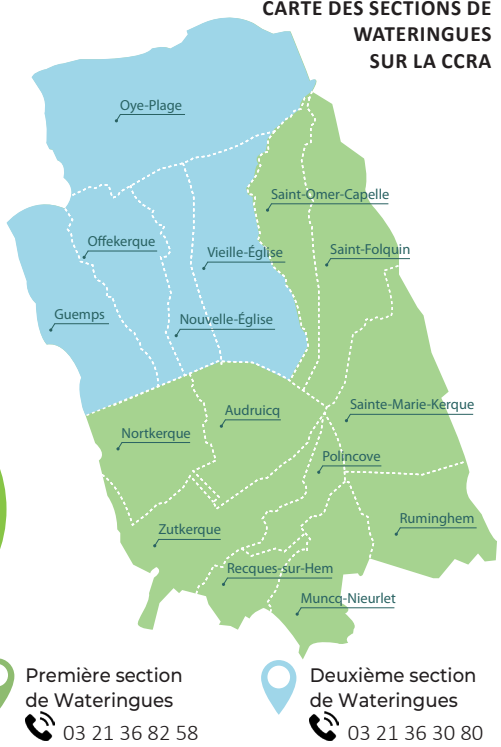 CARTE DES SECTIONS DE
WATERINGUES
SUR LA CCRA
Oye-Plage
Saint-Omer-Capelle
Offekerque
Vieille-Église
Saint-Folquin
Guemps
Nouvelle-Église
Audruicq
Sainte-Marie-Kerque
Nortkerque
Polincove
Zutkerque
Ruminghem
Recques-sur-Hem
Muncq-Nieurlet
Première section
de Wateringues
03 21 36 82 58
Deuxième section
de Wateringues
03 21 36 30 80